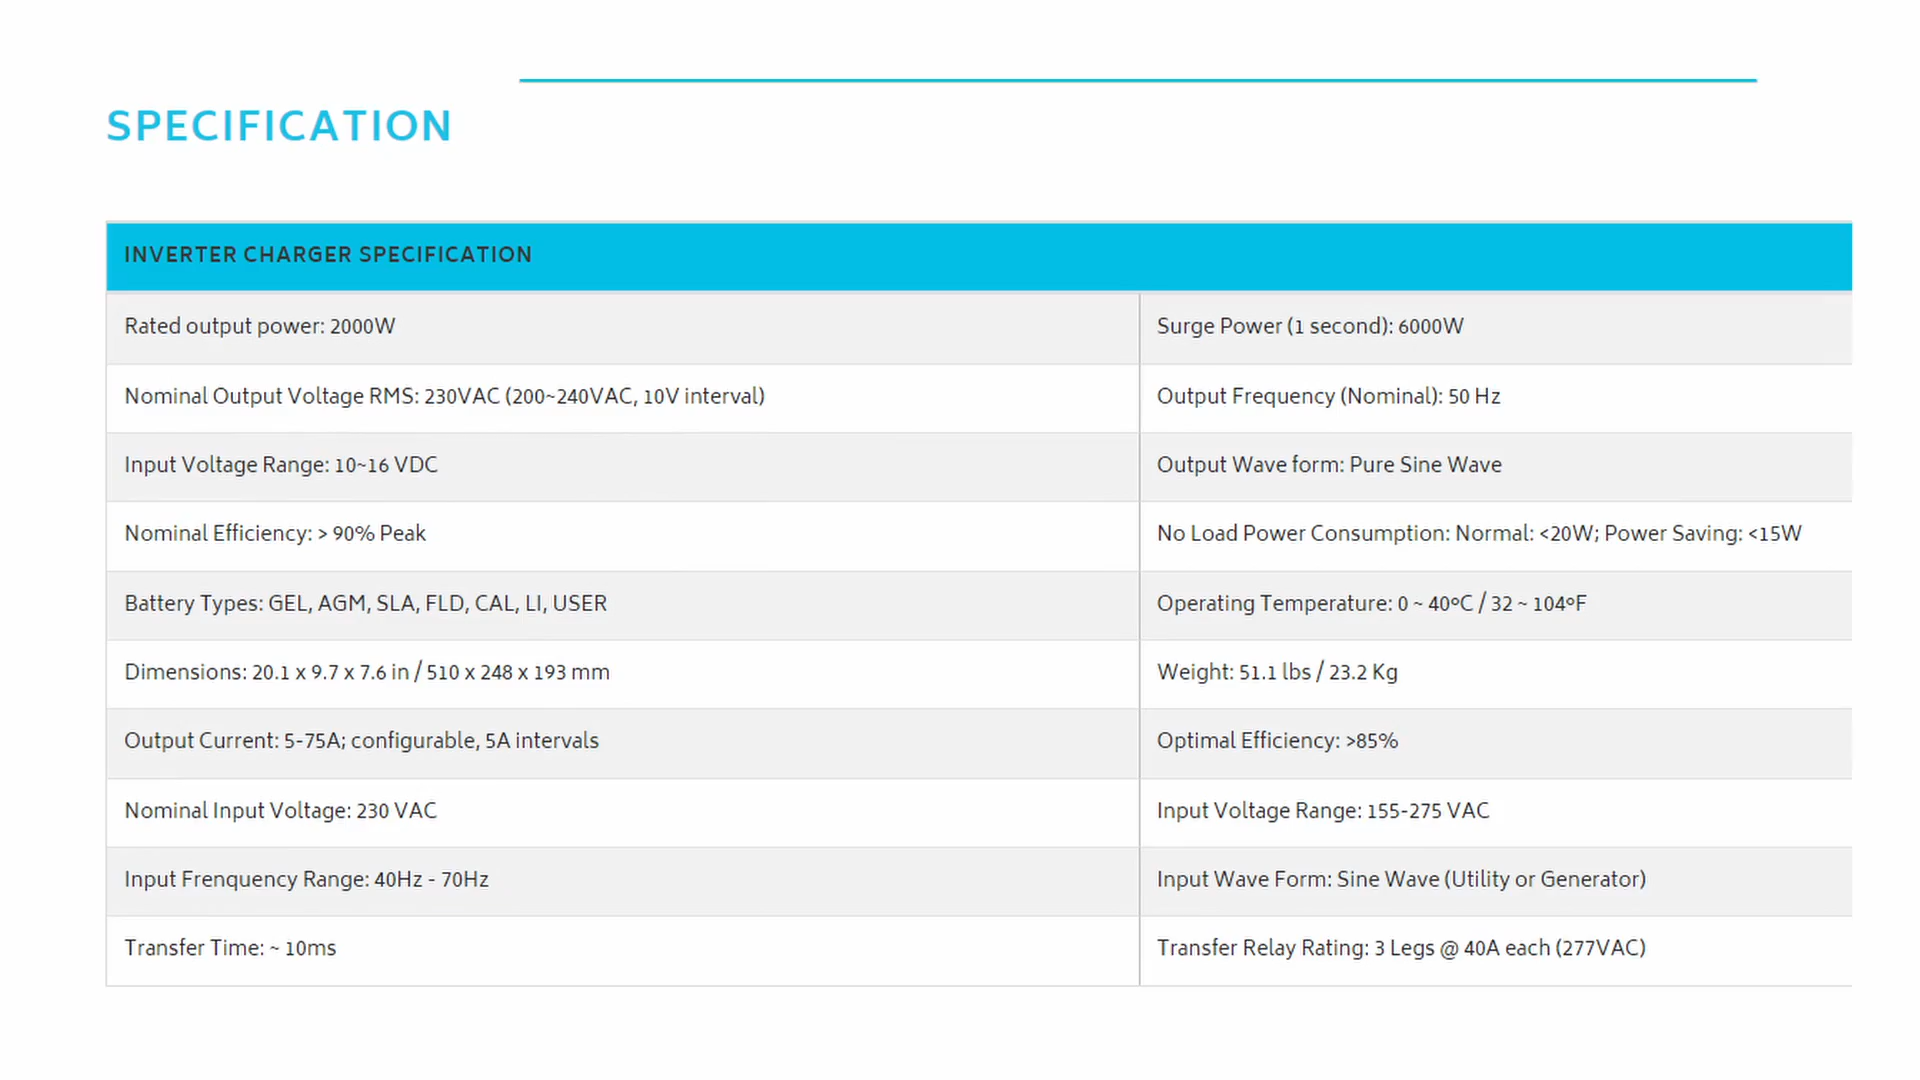 SPECIFICATION
INVERTER CHARGER SPECIFICATION
Rated output power: 2000W
Surge Power (1 second): 6000W
Nominal Output Voltage RMS: 230VAC (200~240VAC, 10V interval)
Output Frequency (Nominal): 50 Hz
Input Voltage Range: 10~16 VDC
Output Wave form: Pure Sine Wave
Nominal Efficiency: > 90% Peak
No Load Power Consumption: Normal: <20W; Power Saving: <15W
Battery Types: GEL, AGM, SLA, FLD, CAL, LI, USER
Operating Temperature: 0 ~ 40ºC / 32 ~ 104ºF
Dimensions: 20.1 x 9.7 x 7.6 in / 510 x 248 x 193 mm
Weight: 51.1 lbs / 23.2 Kg
Output Current: 5-75A; configurable, 5A intervals
Optimal Efficiency: >85%
Nominal Input Voltage: 230 VAC
Input Voltage Range: 155-275 VAC
Input Frenquency Range: 40Hz - 70Hz
Input Wave Form: Sine Wave (Utility or Generator)
Transfer Time: ~ 10ms
Transfer Relay Rating: 3 Legs @ 40A each (277VAC)